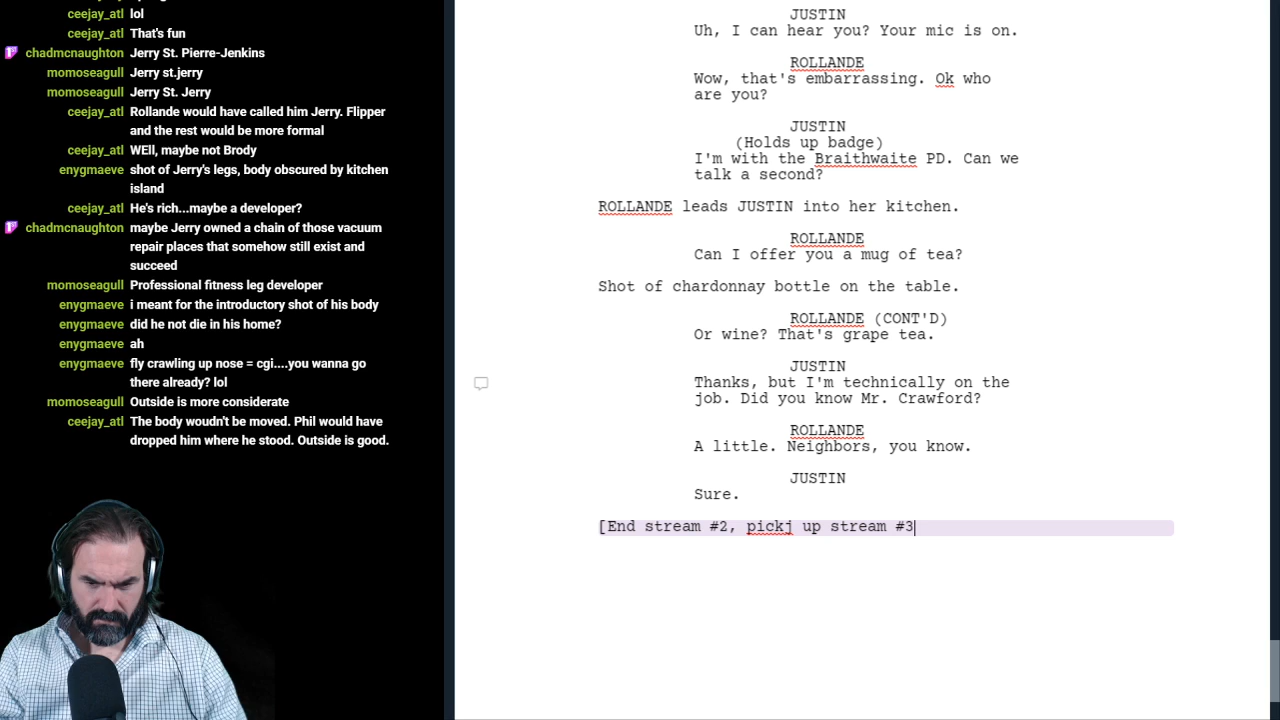 ceejay_atl lol
ceejay_atl That's fun
chadmcnaughton Jerry St. Pierre-Jenkins
momoseagull Jerry st.jerry
momoseagull Jerry St. Jerry
ceejay_atl Rollande would have called him Jerry. Flipper
and the rest would be more formal
ceejay_atl WEll, maybe not Brody
enygmaeve shot of Jerry's legs, body obscured by kitchen
island
ceejay_atl He's rich...maybe a developer?
chadmcnaughton maybe Jerry owned a chain of those vacuum
repair places that somehow still exist and
succeed
momoseagull Professional fitness leg developer
enygmaeve i meant for the introductory shot of his body
enygmaeve did he not die in his home?
enygmaeve ah
enygmaeve fly crawling up nose = cgi....you wanna go
there already? lol
momoseagull Outside is more considerate
ceejay_atl The body woudn't be moved. Phil would have
dropped him where he stood. Outside is good.
JUSTIN
Uh, I can hear you? Your mic is on.
ROLLANDE
Wow, that's embarrassing. Ok who
are you?
JUSTIN
(Holds up badge)
I'm with the Braithwaite PD. Can we
talk a second?
ROLLANDE leads JUSTIN into her kitchen.
ROLLANDE
Can I offer you a mug of tea?
Shot of chardonnay bottle on the table.
ROLLANDE (CONT'D)
Or wine? That's grape tea.
JUSTIN
Thanks, but I'm technically on the
job. Did you know Mr. Crawford?
ROLLANDE
A little. Neighbors, you know.
JUSTIN
Sure.
[End stream #2, pickj up stream #3